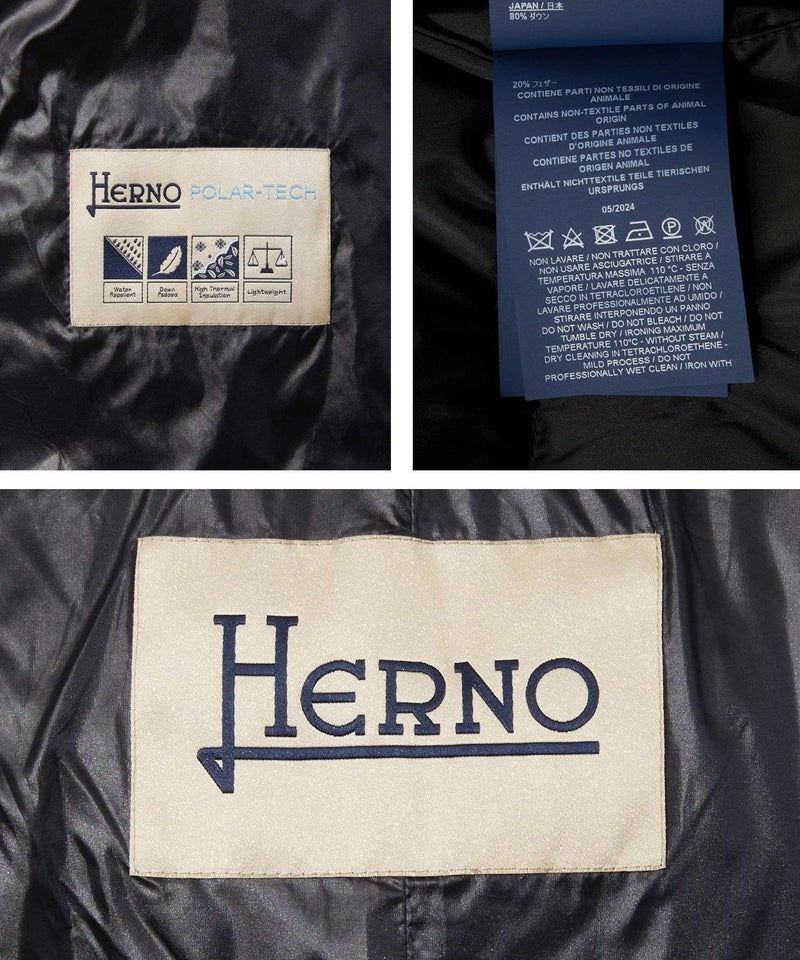 HERNO POLAR-TECH
Water
Repellent
Down
Passed
High Thermal
Insulation
Lightweight
JAPAN / 日本
80% ダウン
20% フェザー
CONTIENE PARTI NON TESSILI DI ORIGINE
ANIMALE
CONTAINS NON-TEXTILE PARTS OF ANIMAL
ORIGIN
CONTIENT DES PARTIES NON TEXTILES
D'ORIGINE ANIMALE
CONTIENE PARTES NO TEXTILES DE
ORIGEN ANIMAL
ENTHÄLT NICHTTEXTILE TEILE TIERISCHEN
URSPRUNGS
05/2024
NON LAVARE / NON TRATTARE CON CLORO /
NON USARE ASCIUGATRICE / STIRARE A
TEMPERATURA MASSIMA 110 °C - SENZA
VAPORE / LAVARE DELICATAMENTE A
SECCO IN TETRACLOROETILENE / NON
LAVARE PROFESSIONALMENTE AD UMIDO /
STIRARE INTERPONENDO UN PANNO
DO NOT WASH / DO NOT BLEACH / DO NOT
TUMBLE DRY / IRONING MAXIMUM
TEMPERATURE 110°C - WITHOUT STEAM /
DRY CLEANING IN TETRACHLOROETHENE -
MILD PROCESS / DO NOT
PROFESSIONALLY WET CLEAN / IRON WITH
HERNO